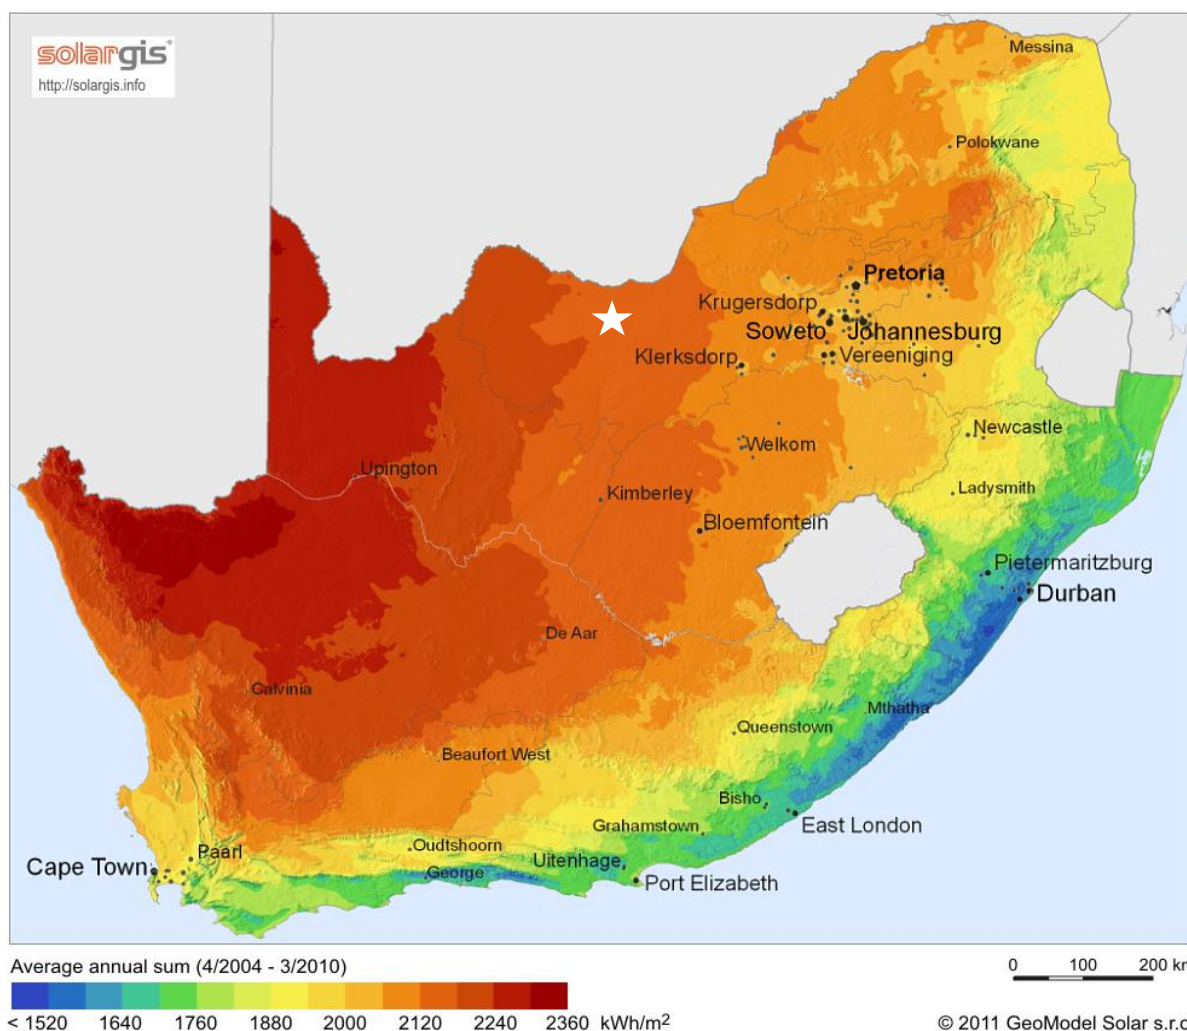 solargis
http://solargis.info
Messina
Polokwane
Pretoria
Krugersdorp
Soweto
Johannesburg
Klerksdorp
Vereeniging
Newcastle
Welkom
Upington
Kimberley
Ladysmith
Bloemfontein
Pietermaritzburg
Durban
De Aar
Calvinia
Mthatha
Queenstown
Beaufort West
Bisho
Grahamstown
East London
Oudtshoorn
Paarl
Cape Town
Uitenhage
George
Port Elizabeth
Average annual sum (4/2004 - 3/2010)
0 100 200 km
< 1520 1640 1760 1880 2000 2120 2240 2360 kWh/m²
© 2011 GeoModel Solar s.r.o